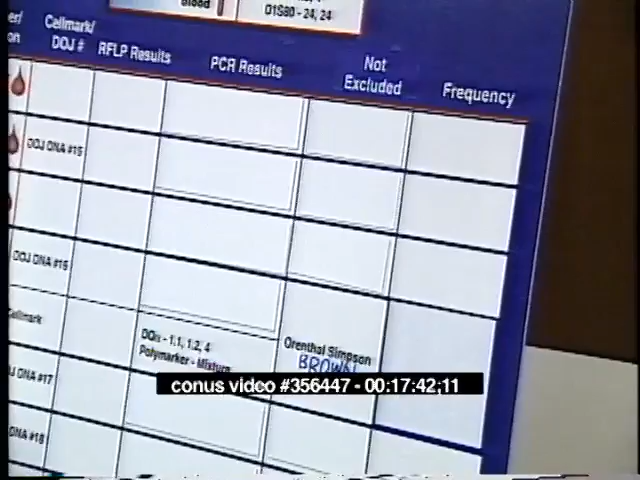 Blood
D1S80 - 24, 24
Cellmark/
DOJ #
RFLP Results
PCR Results
Not
Excluded
Frequency
DOJ DNA #15
DOJ DNA #16
Cellmark
DQα - 1.1, 1.2, 4
Polymarker - Mixture
Orenthal Simpson
BROWN
DNA #17
DNA #18
conus video #356447 - 00:17:42;11